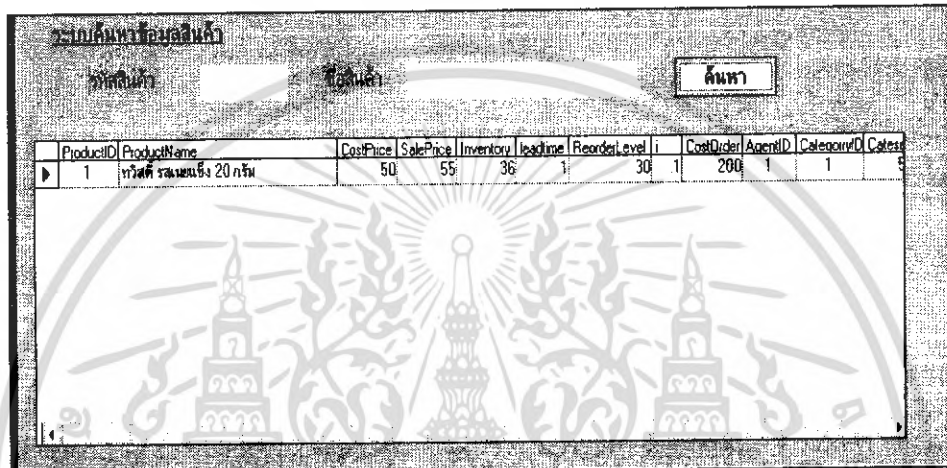 ระบบค้นหาข้อมูลสินค้า
รหัสสินค้า ชื่อสินค้า ค้นหา
ProductID ProductName CostPrice SalePrice Inventory leadtime ReorderLevel i CostOrder AgentID CategoryID
1 ทวิสตี้ รสเนยแข็ง 20 กรัม 50 55 36 1 30 1 200 1 1